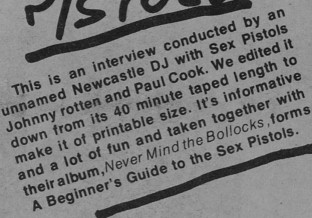 PISTOLS
This is an interview conducted by an
unnamed Newcastle DJ with Sex Pistols
Johnny rotten and Paul Cook. We edited it
down from its 40 minute taped length to
make it of printable size. It's informative
and a lot of fun and taken together with
their album, Never Mind the Bollocks, forms
A Beginner's Guide to the Sex Pistols.